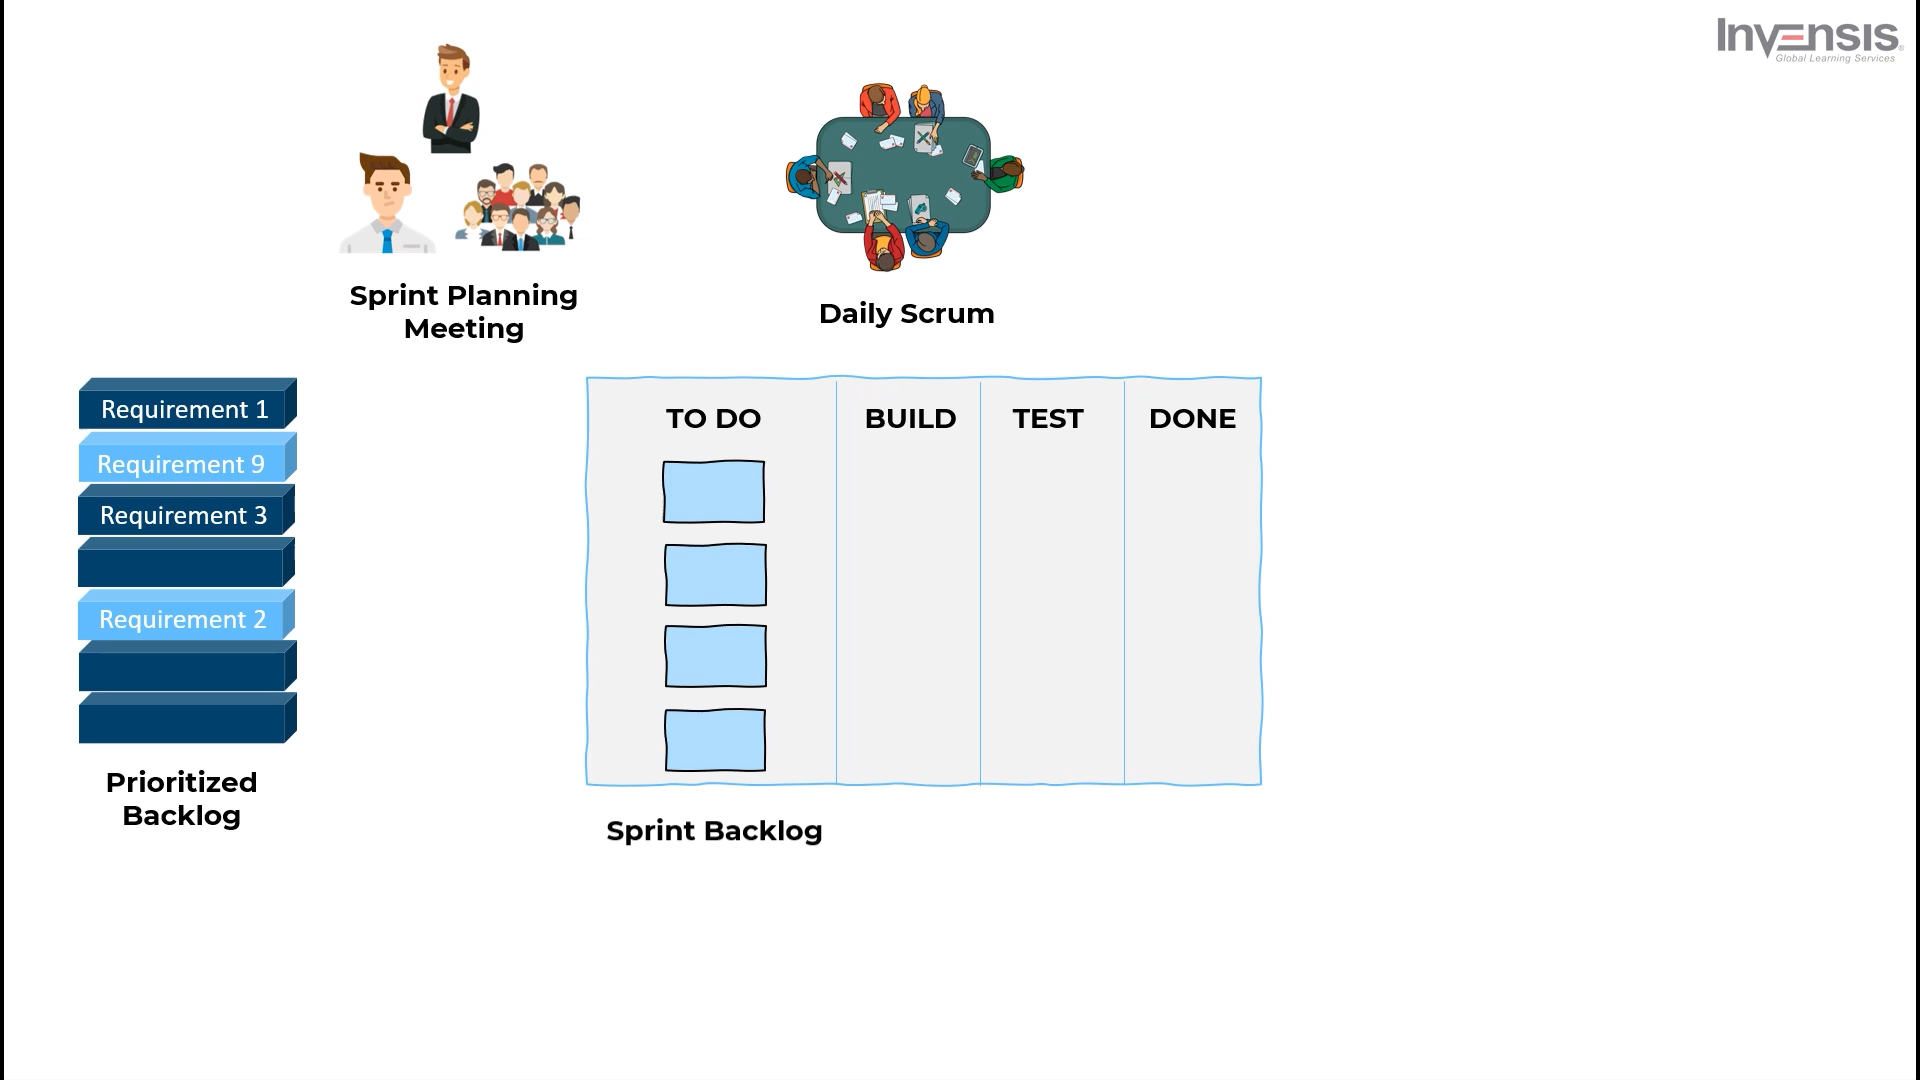 Invensis
Global Learning Services
Sprint Planning
Meeting
Daily Scrum
Requirement 1
Requirement 9
Requirement 3
Requirement 2
Prioritized
Backlog
TO DO
BUILD
TEST
DONE
Sprint Backlog